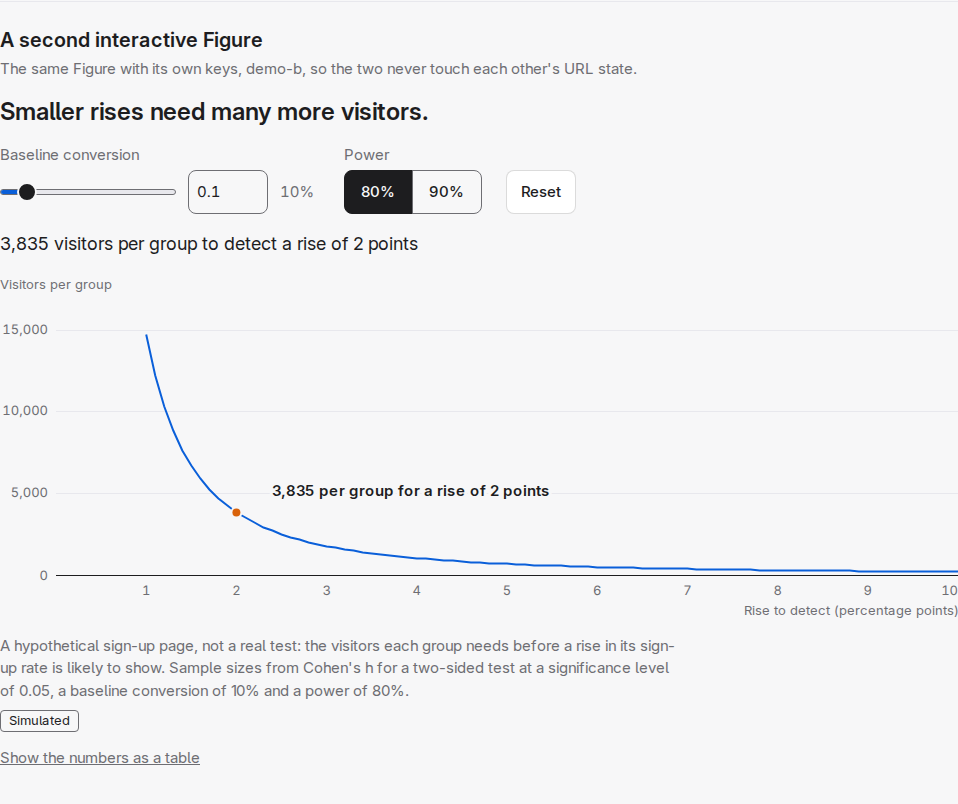 A second interactive Figure
The same Figure with its own keys, demo-b, so the two never touch each other's URL state.
Smaller rises need many more visitors.
Baseline conversion
Power
0.1
10%
80%
90%
Reset
3,835 visitors per group to detect a rise of 2 points
Visitors per group
15,000
10,000
5,000
3,835 per group for a rise of 2 points
0
1 2 3 4 5 6 7 8 9 10
Rise to detect (percentage points)
A hypothetical sign-up page, not a real test: the visitors each group needs before a rise in its sign-
up rate is likely to show. Sample sizes from Cohen's h for a two-sided test at a significance level
of 0.05, a baseline conversion of 10% and a power of 80%.
Simulated
Show the numbers as a table